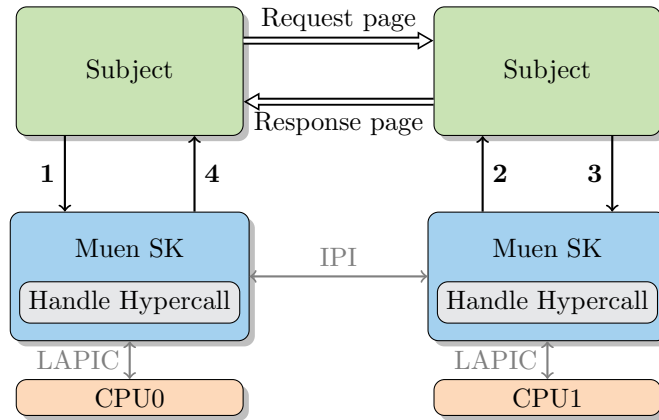 Request page
Subject
Subject
Response page
1
4
2
3
Muen SK
Muen SK
IPI
Handle Hypercall
Handle Hypercall
LAPIC
LAPIC
CPU0
CPU1